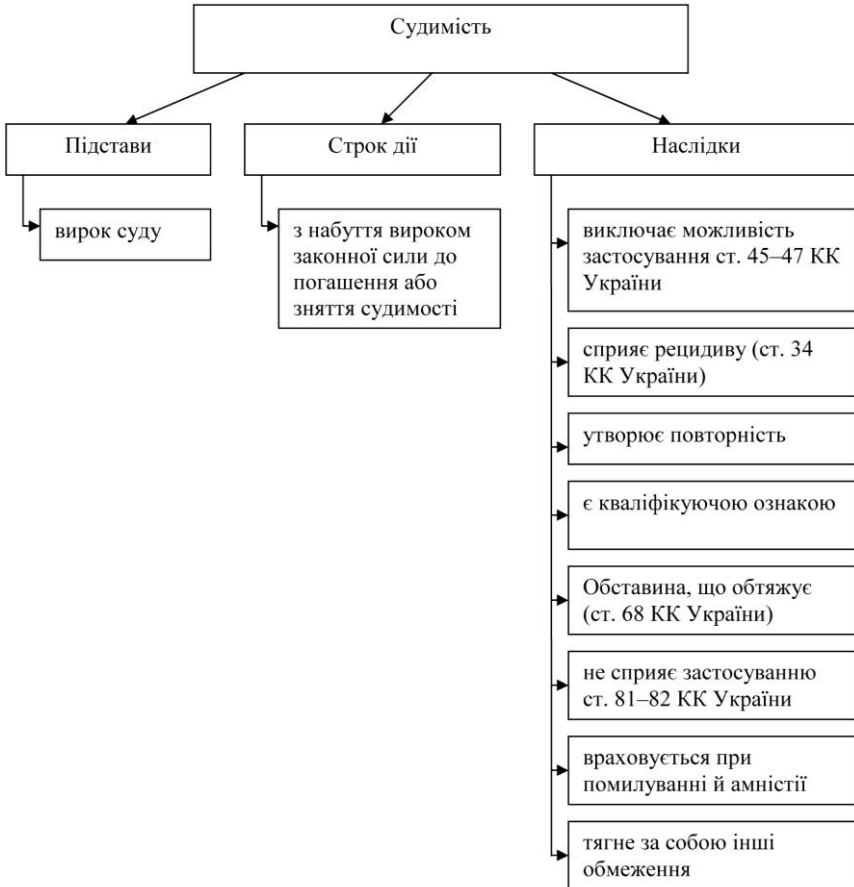 Судимість
Підстави
Строк дії
Наслідки
вирок суду
з набуття вироком
законної сили до
погашення або
зняття судимості
виключає можливість
застосування ст. 45–47 КК
України
сприяє рецидиву (ст. 34
КК України)
утворює повторність
є кваліфікуючою ознакою
Обставина, що обтяжує
(ст. 68 КК України)
не сприяє застосуванню
ст. 81–82 КК України
враховується при
помилуванні й амністії
тягне за собою інші
обмеження